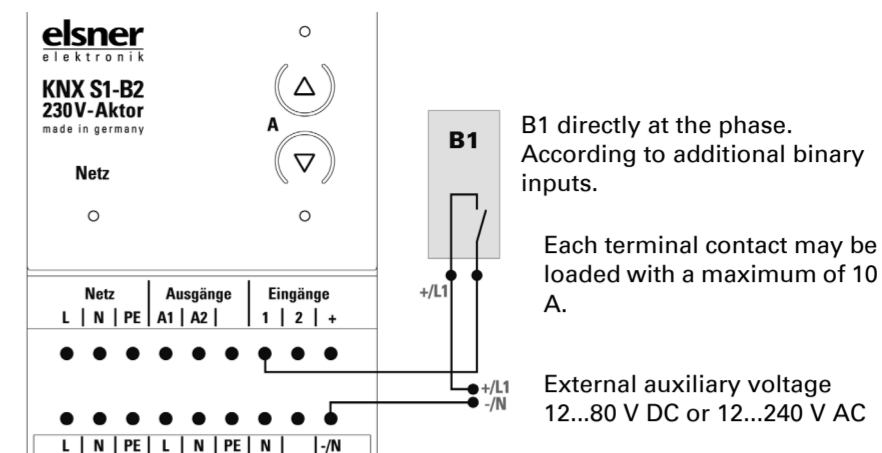 elsner
elektronik
KNX S1-B2
230 V-Aktor
made in germany
A
Netz
B1
B1 directly at the phase.
According to additional binary
inputs.
Each terminal contact may be
loaded with a maximum of 10
A.
+/L1
Netz | Ausgänge | Eingänge
L | N | PE | A1 | A2 | | 1 | 2 | +
+/L1
-/N
External auxiliary voltage
12...80 V DC or 12...240 V AC
L | N | PE | L | N | PE | N | | -/N